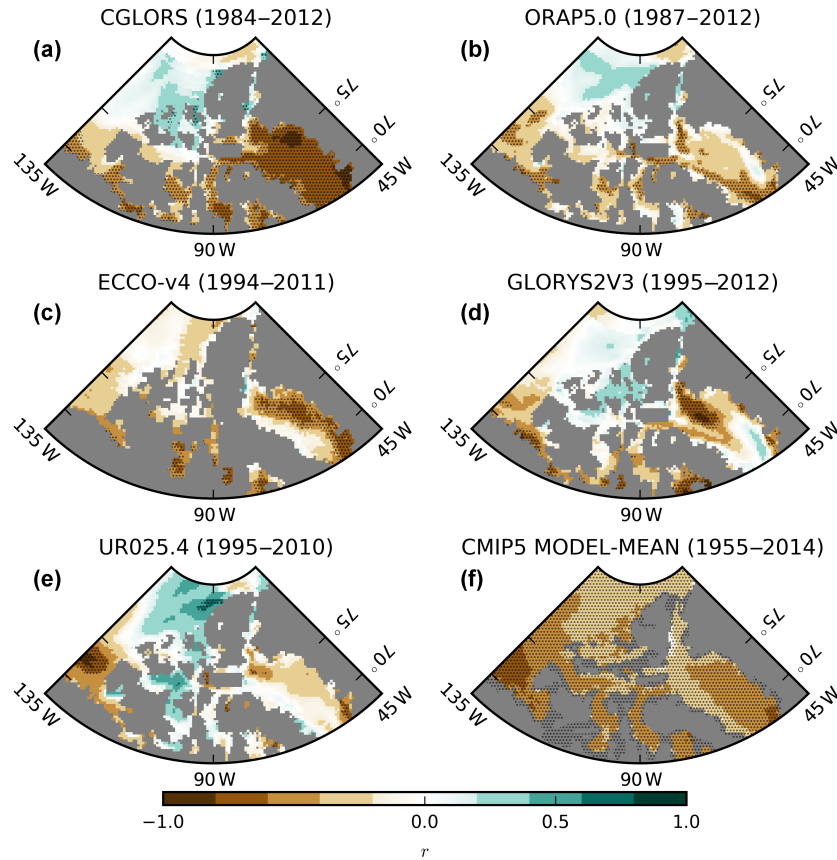 CGLORS (1984–2012)
(a)
75°
70°
135 W
45 W
90 W
ORAP5.0 (1987–2012)
(b)
75°
70°
135 W
45 W
90 W
ECCO-v4 (1994–2011)
(c)
75°
70°
135 W
45 W
90 W
GLORYS2V3 (1995–2012)
(d)
75°
70°
135 W
45 W
90 W
UR025.4 (1995–2010)
(e)
75°
70°
135 W
45 W
90 W
CMIP5 MODEL-MEAN (1955–2014)
(f)
75°
70°
135 W
45 W
90 W
−1.0 0.0 0.5 1.0
r